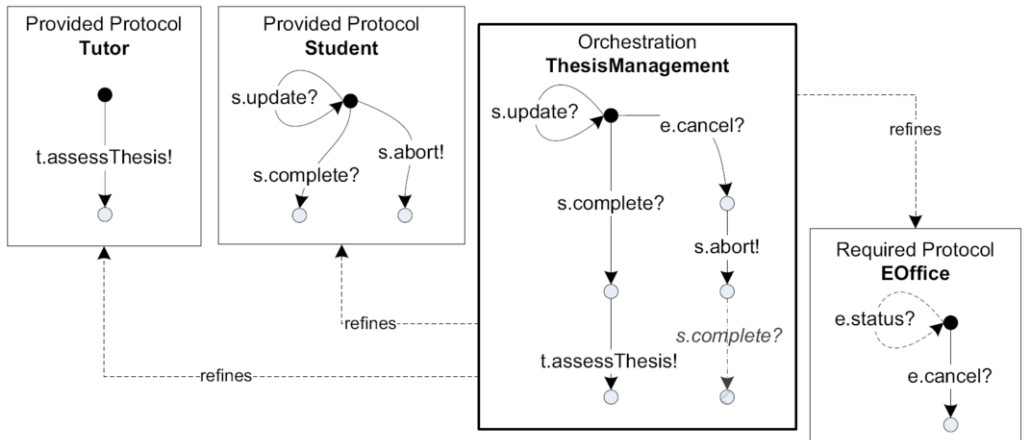 Provided Protocol
Tutor
t.assessThesis!
Provided Protocol
Student
s.update?
s.abort!
s.complete?
Orchestration
ThesisManagement
s.update?
e.cancel?
s.complete?
s.abort!
s.complete?
t.assessThesis!
refines
refines
refines
Required Protocol
EOffice
e.status?
e.cancel?